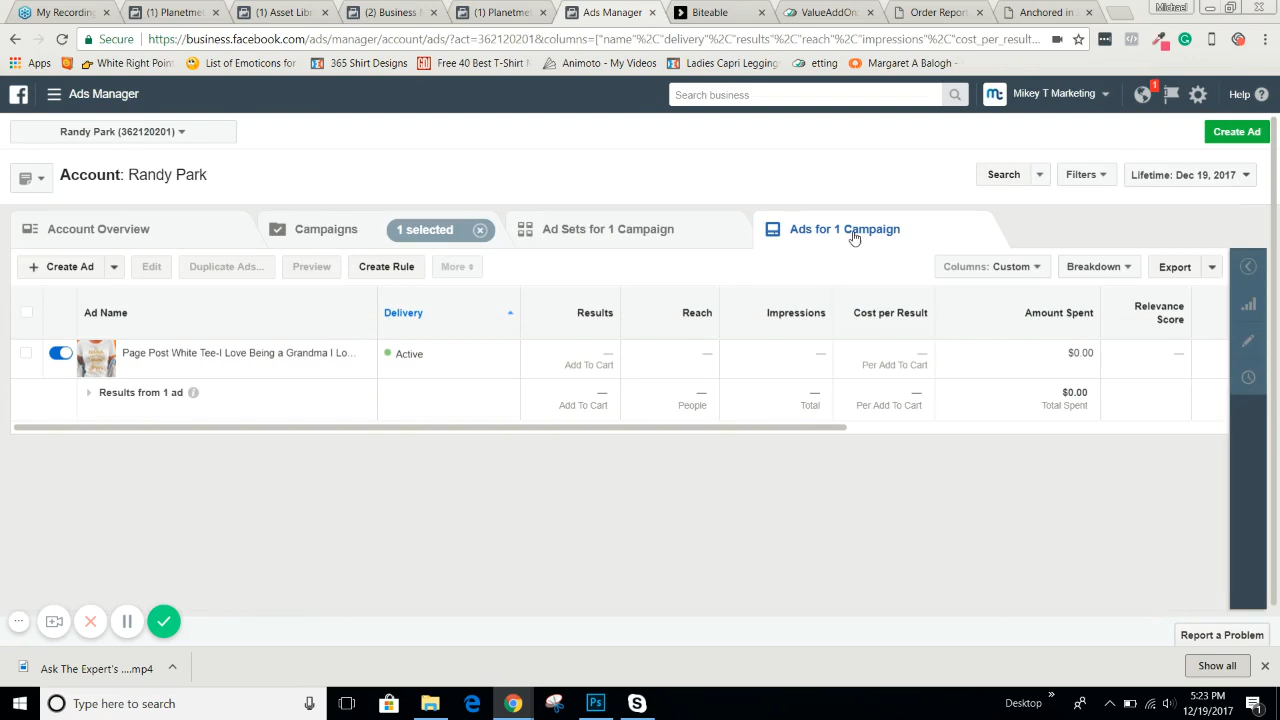 My Recording
(1) Planetmet
(1) Asset Lib
(2) Business
(1) Planetme
Ads Manager
Biteable
ValueAddOn
Order Report
Anchored in
Michael
Secure
https://business.facebook.com/ads/manager/account/ads/?act=362120201&columns=["name"%2C"delivery"%2C"results"%2C"reach"%2C"impressions"%2C"cost_per_result...
Apps
White Right Point
List of Emoticons for
365 Shirt Designs
Free 40 Best T-Shirt
Animoto - My Videos
Ladies Capri Legging
etting
Margaret A Balogh -
Ads Manager
Search business
mt
Mikey T Marketing
1
Help
Randy Park (362120201)
Create Ad
Account: Randy Park
Search
Filters
Lifetime: Dec 19, 2017
Account Overview
Campaigns
1 selected
Ad Sets for 1 Campaign
Ads for 1 Campaign
+ Create Ad
Edit
Duplicate Ads...
Preview
Create Rule
More
Columns: Custom
Breakdown
Export
Ad Name
Delivery
Results
Reach
Impressions
Cost per Result
Amount Spent
Relevance
Score
Page Post White Tee-I Love Being a Grandma I Lo...
Active
—
Add To Cart
—
—
—
Per Add To Cart
$0.00
—
Results from 1 ad
—
Add To Cart
—
People
—
Total
—
Per Add To Cart
$0.00
Total Spent
Report a Problem
Ask The Expert's ....mp4
Show all
Type here to search
Ps
Desktop
5:23 PM
12/19/2017
1